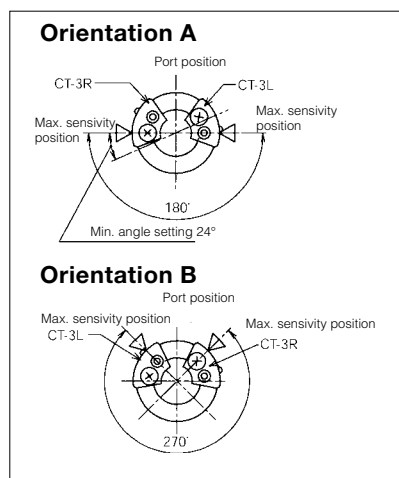 Orientation A
Port position
CT-3R
CT-3L
Max. sensivity
position
Max. sensivity
position
180°
Min. angle setting 24°
Orientation B
Port position
Max. sensivity position
Max. sensivity position
CT-3L
CT-3R
270°